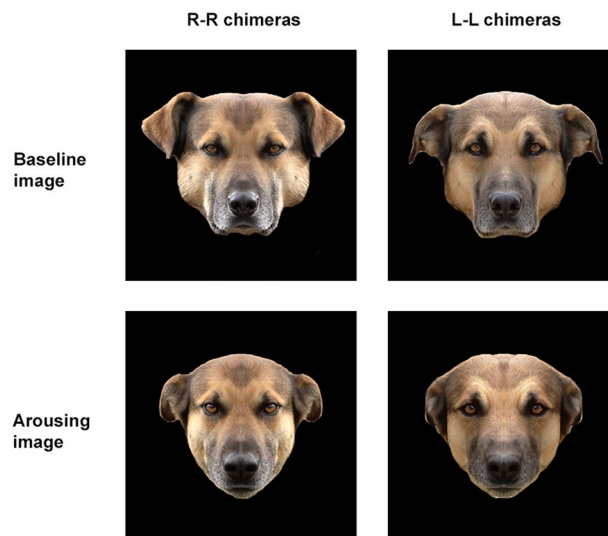 R-R chimeras
L-L chimeras
Baseline
image
Arousing
image